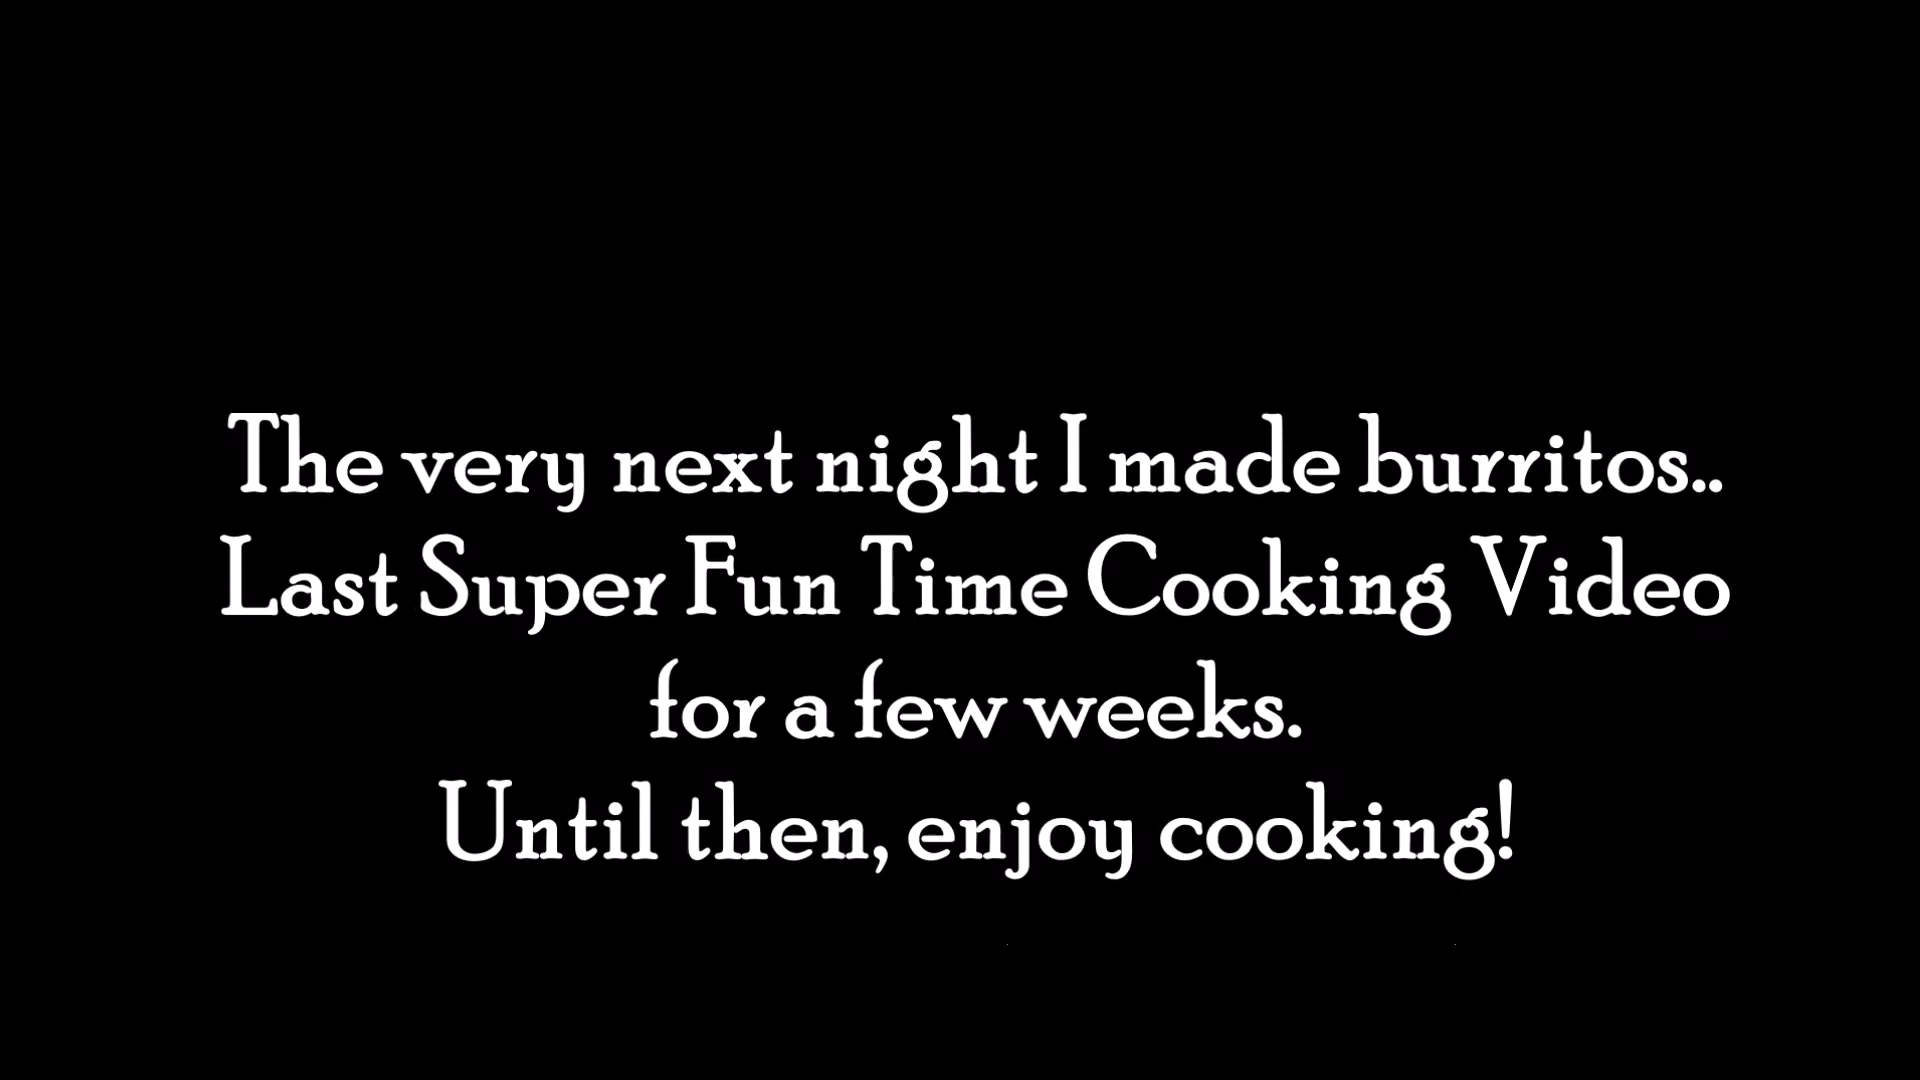 The very next night I made burritos..
Last Super Fun Time Cooking Video
for a few weeks.
Until then, enjoy cooking!